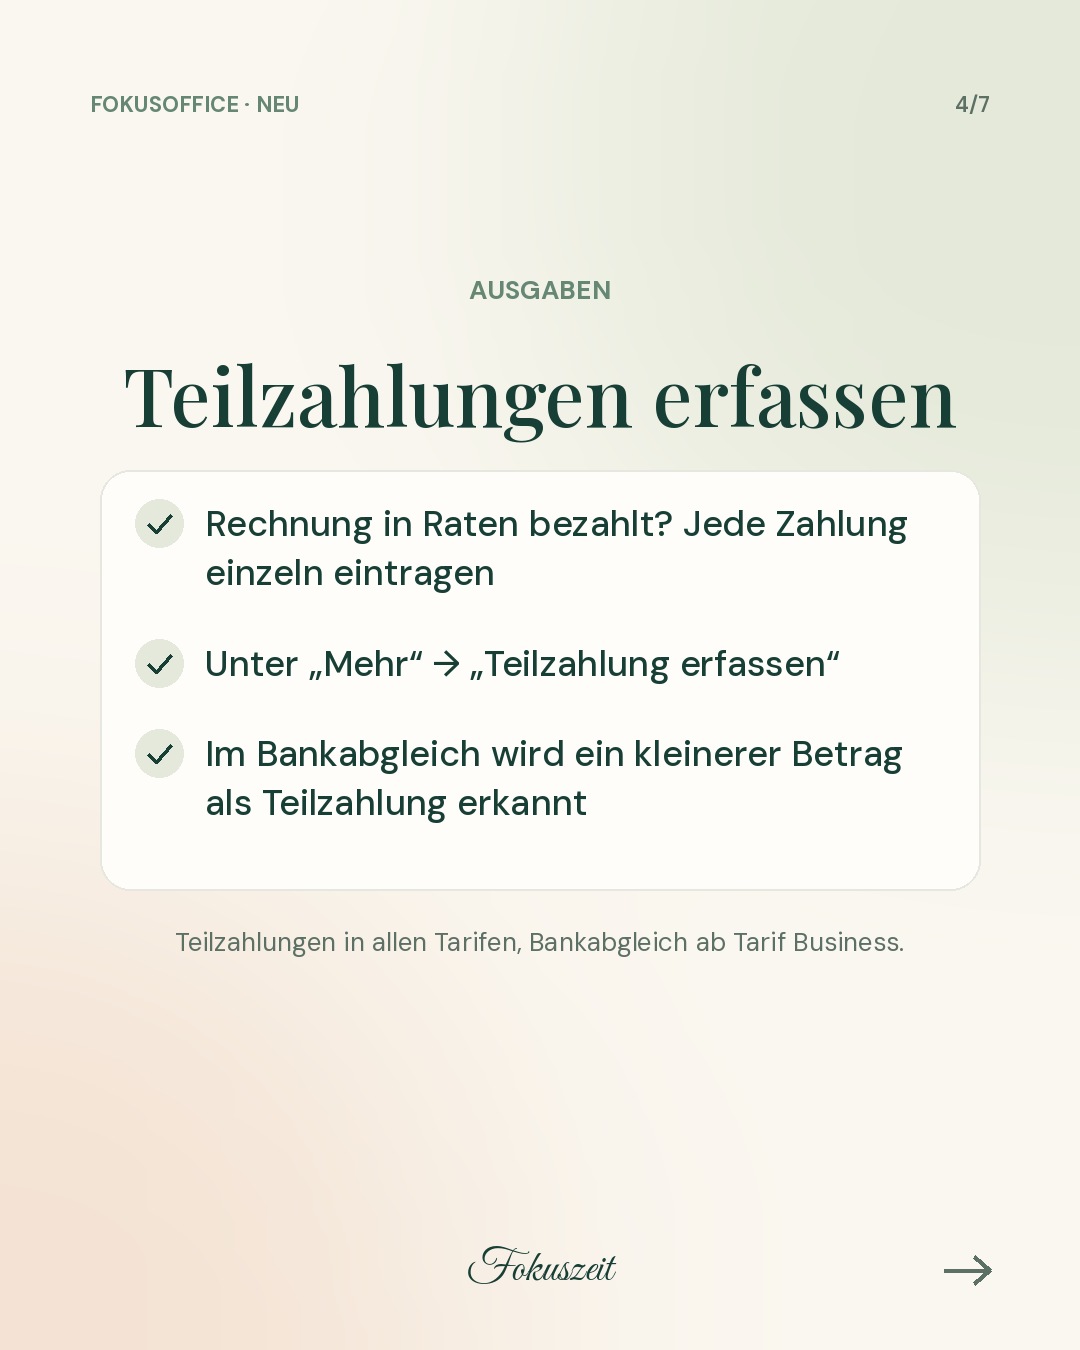 FOKUSOFFICE · NEU
4/7
AUSGABEN
Teilzahlungen erfassen
Rechnung in Raten bezahlt? Jede Zahlung
einzeln eintragen
Unter „Mehr“ → „Teilzahlung erfassen“
Im Bankabgleich wird ein kleinerer Betrag
als Teilzahlung erkannt
Teilzahlungen in allen Tarifen, Bankabgleich ab Tarif Business.
Fokuszeit